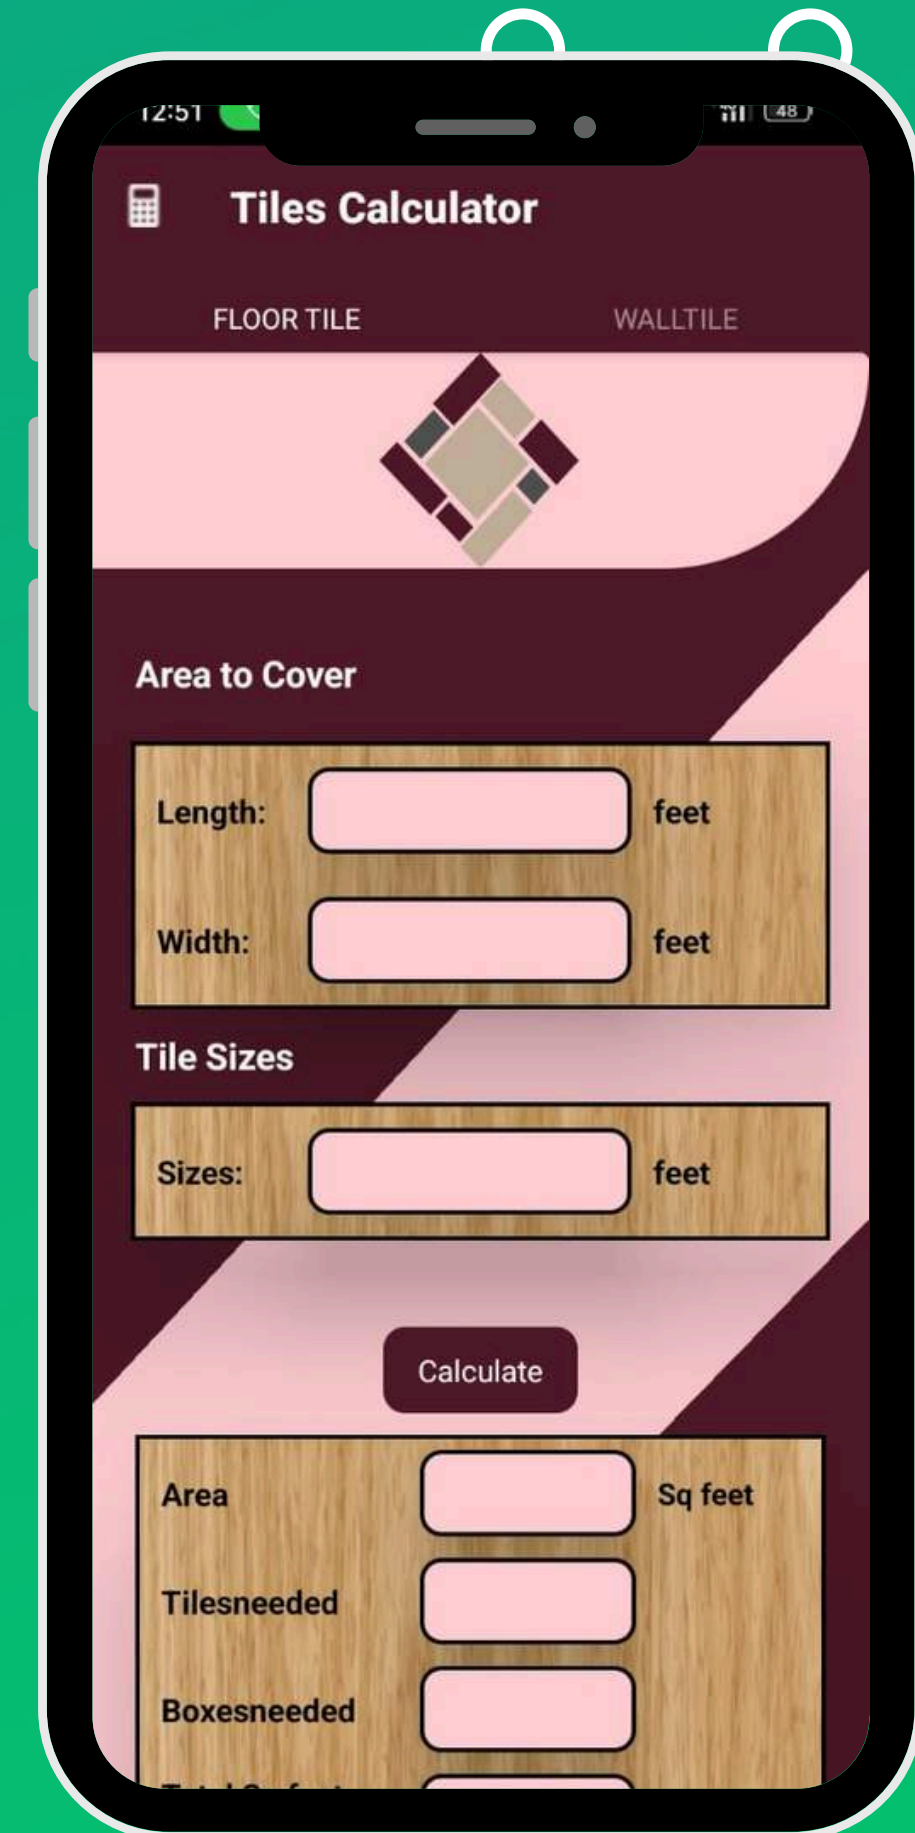 12:51 48
Tiles Calculator
FLOOR TILE WALLTILE
Area to Cover
Length: feet
Width: feet
Tile Sizes
Sizes: feet
Calculate
Area Sq feet
Tilesneeded
Boxesneeded